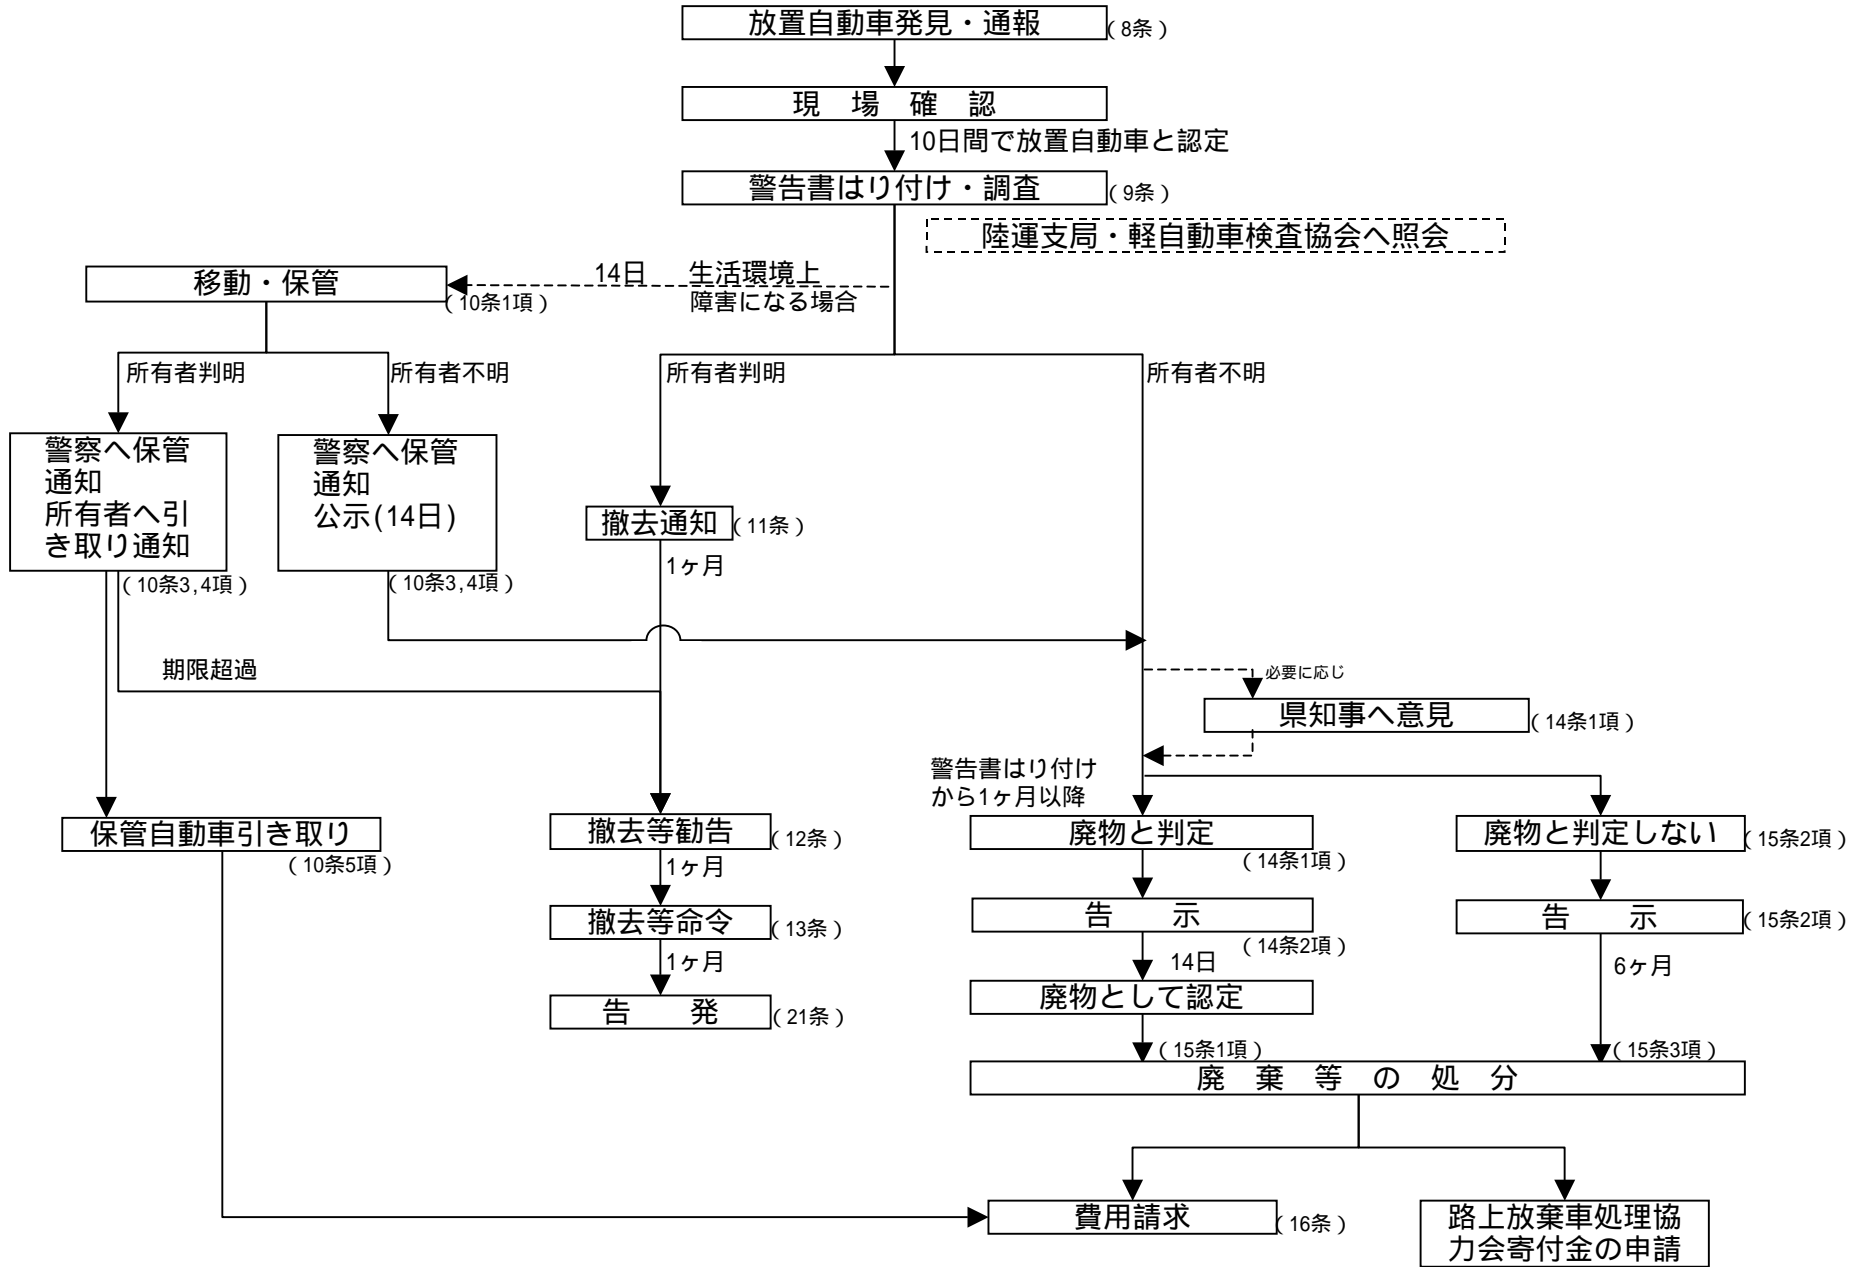 放置自動車発見・通報
(8条)
現 場 確 認
10日間で放置自動車と認定
警告書はり付け・調査
(9条)
陸運支局・軽自動車検査協会へ照会
14日 生活環境上
障害になる場合
移動・保管
(10条1項)
所有者判明
所有者不明
所有者判明
所有者不明
警察へ保管
通知
所有者へ引
き取り通知
(10条3,4項)
警察へ保管
通知
公示(14日)
(10条3,4項)
撤去通知
(11条)
1ヶ月
期限超過
必要に応じ
県知事へ意見
(14条1項)
警告書はり付け
から1ヶ月以降
保管自動車引き取り
(10条5項)
撤去等勧告
(12条)
1ヶ月
撤去等命令
(13条)
1ヶ月
告 発
(21条)
廃物と判定
(14条1項)
告 示
(14条2項)
14日
廃物として認定
(15条1項)
廃物と判定しない
(15条2項)
告 示
(15条2項)
6ヶ月
(15条3項)
廃 棄 等 の 処 分
費用請求
(16条)
路上放棄車処理協
力会寄付金の申請